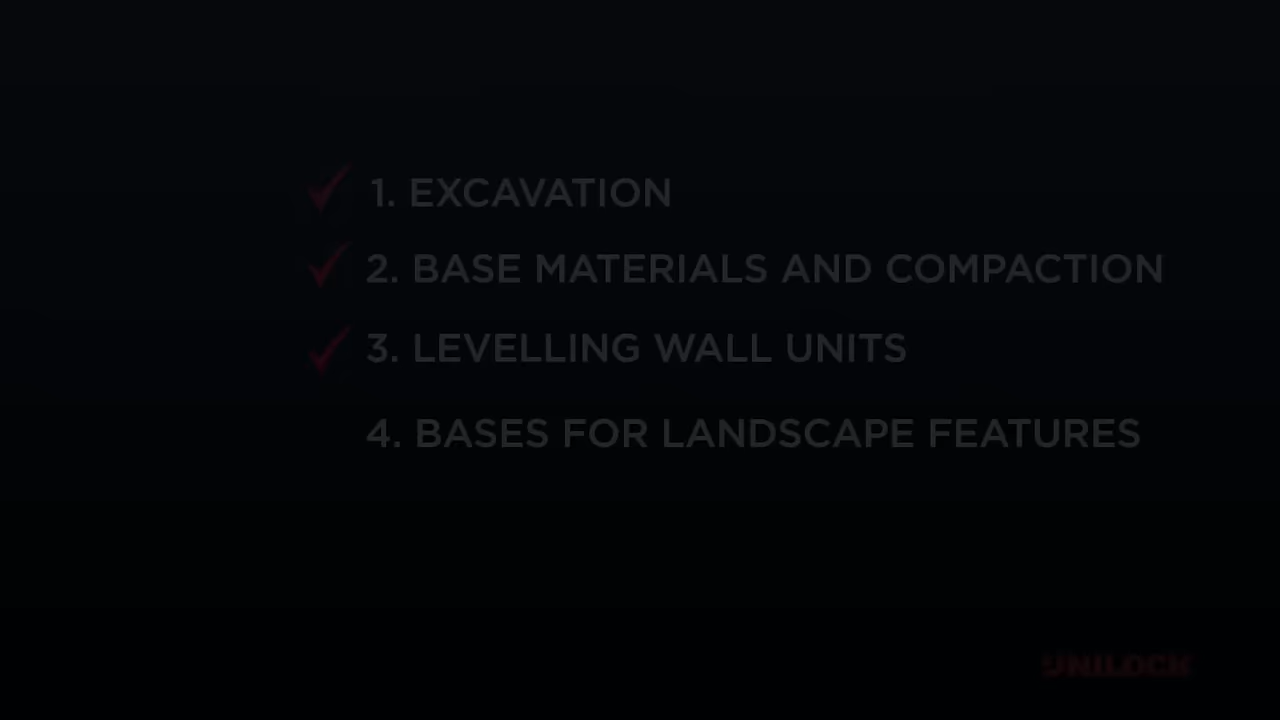 1. EXCAVATION
2. BASE MATERIALS AND COMPACTION
3. LEVELLING WALL UNITS
4. BASES FOR LANDSCAPE FEATURES
UNILOCK